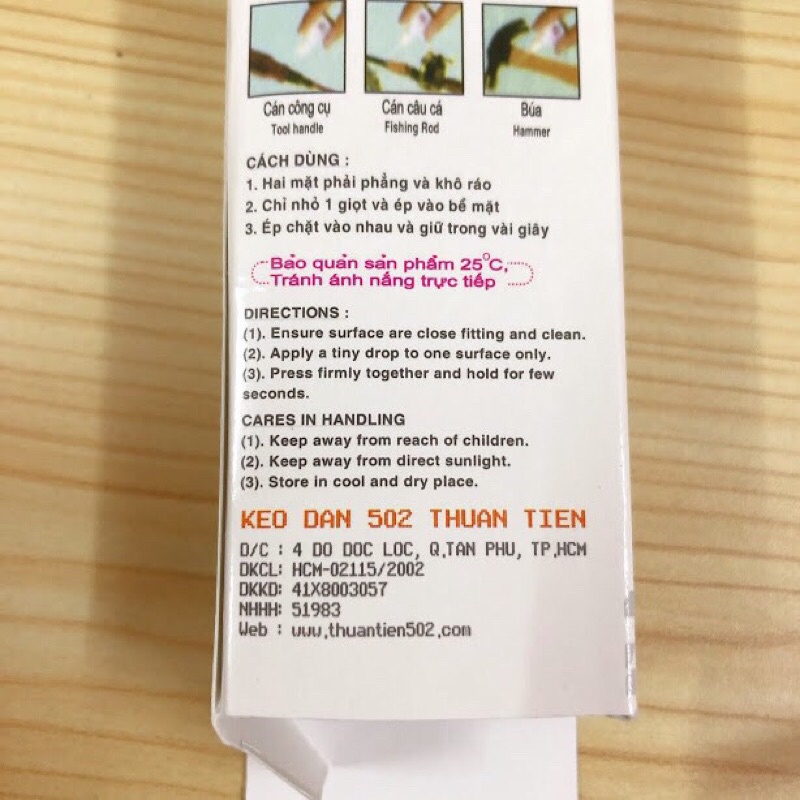 Cán công cụ
Tool handle
Cán câu cá
Fishing Rod
Búa
Hammer
CÁCH DÙNG :
1. Hai mặt phải phẳng và khô ráo
2. Chỉ nhỏ 1 giọt và ép vào bề mặt
3. Ép chặt vào nhau và giữ trong vài giây
Bảo quản sản phẩm 25°C,
Tránh ánh nắng trực tiếp
DIRECTIONS :
(1). Ensure surface are close fitting and clean.
(2). Apply a tiny drop to one surface only.
(3). Press firmly together and hold for few
seconds.
CARES IN HANDLING
(1). Keep away from reach of children.
(2). Keep away from direct sunlight.
(3). Store in cool and dry place.
KEO DAN 502 THUAN TIEN
D/C : 4 DO DOC LOC, Q.TAN PHU, TP.HCM
DKCL: HCM-02115/2002
DKKD: 41X8003057
NHHH: 51983
Web : www.thuantien502.com